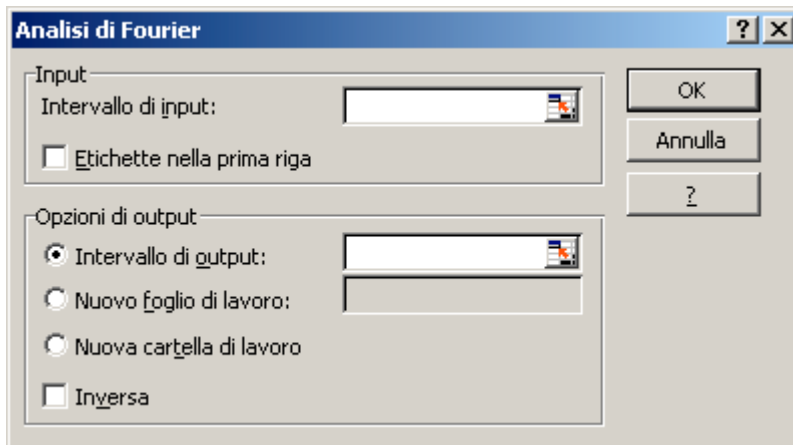 Analisi di Fourier
? X
Input
Intervallo di input:
Etichette nella prima riga
OK
Annulla
?
Opzioni di output
Intervallo di output:
Nuovo foglio di lavoro:
Nuova cartella di lavoro
Inversa